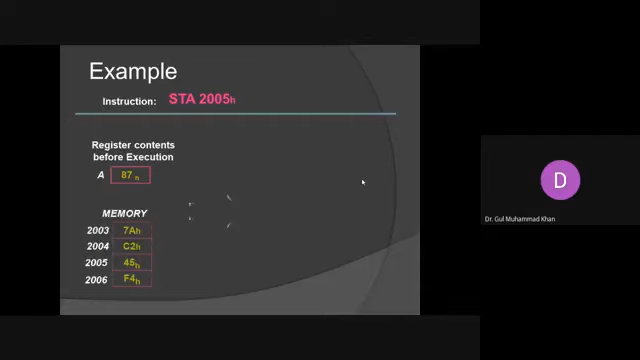 Example
Instruction: STA 2005h
Register contents
before Execution
A 87 h
MEMORY
2003 7Ah
2004 C2h
2005 45h
2006 F4h
D
Dr. Gul Muhammad Khan